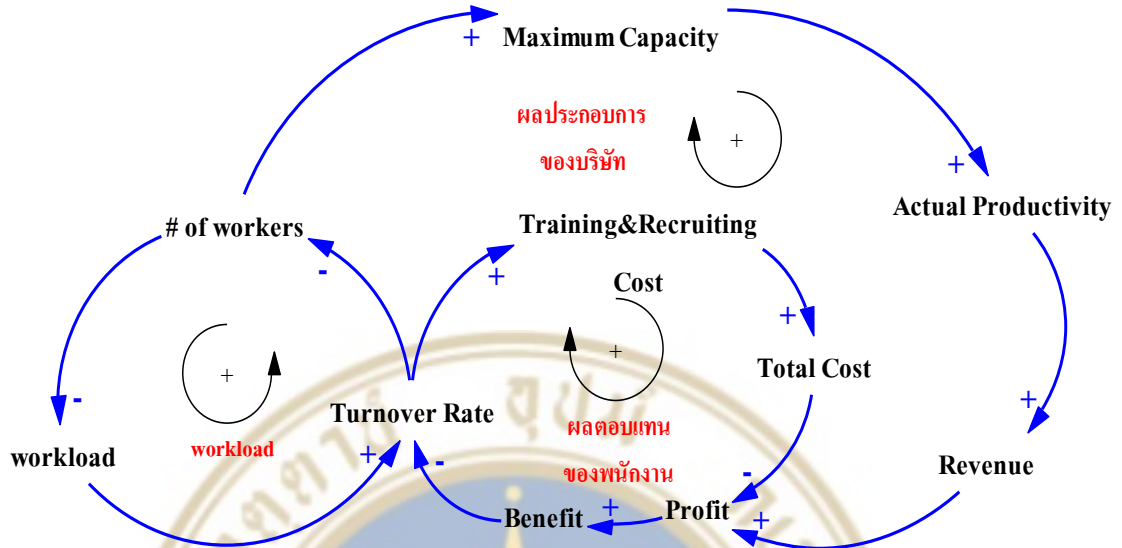 + Maximum Capacity
ผลประกอบการ
ของบริษัท
+
+
Actual Productivity
# of workers
Training&Recruiting
-
+
Cost
+
+
Total Cost
+
+
Turnover Rate
-
workload
+
-
ผลตอบแทน
ของพนักงาน
-
+
workload
Revenue
Benefit
+
Profit
+